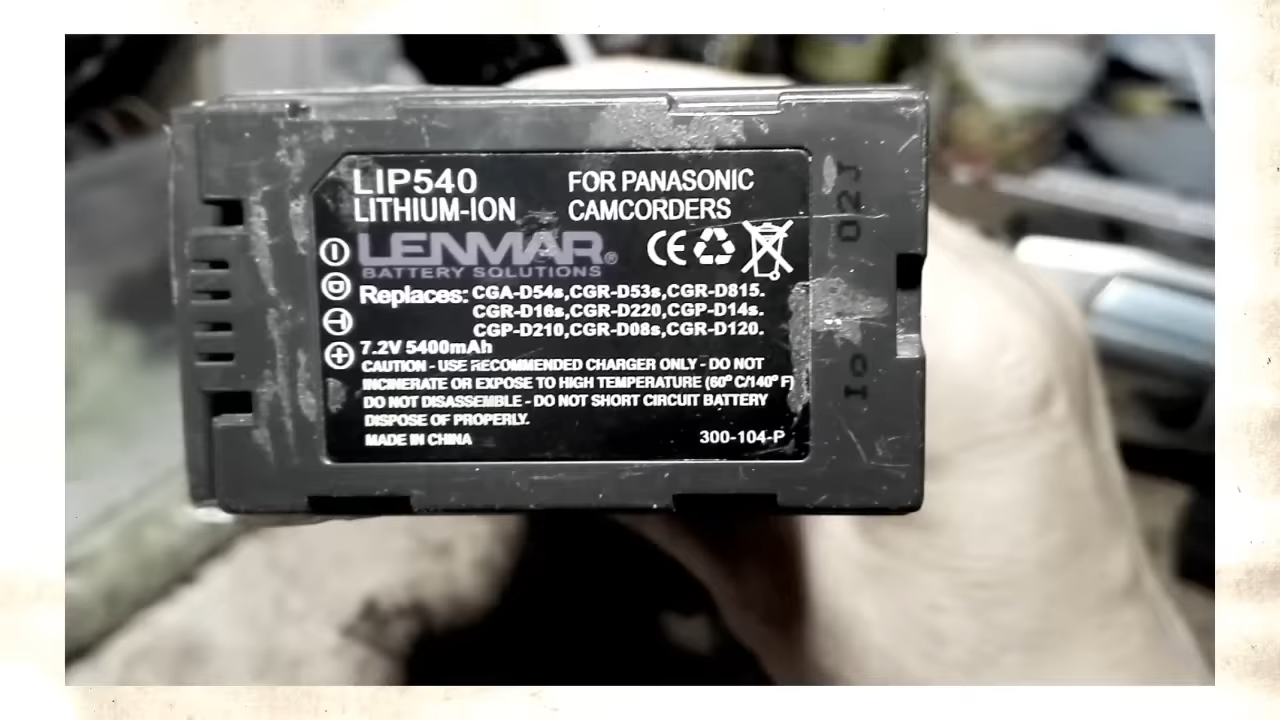 LIP540
LITHIUM-ION
FOR PANASONIC
CAMCORDERS
LENMAR®
BATTERY SOLUTIONS
Replaces: CGA-D54s,CGR-D53s,CGR-D815.
CGR-D16s,CGR-D220,CGP-D14s.
CGP-D210,CGR-D08s,CGR-D120.
7.2V 5400mAh
CAUTION - USE RECOMMENDED CHARGER ONLY - DO NOT
INCINERATE OR EXPOSE TO HIGH TEMPERATURE (60° C/140° F)
DO NOT DISASSEMBLE - DO NOT SHORT CIRCUIT BATTERY
DISPOSE OF PROPERLY.
MADE IN CHINA
300-104-P
CE
D
+
02J
Io